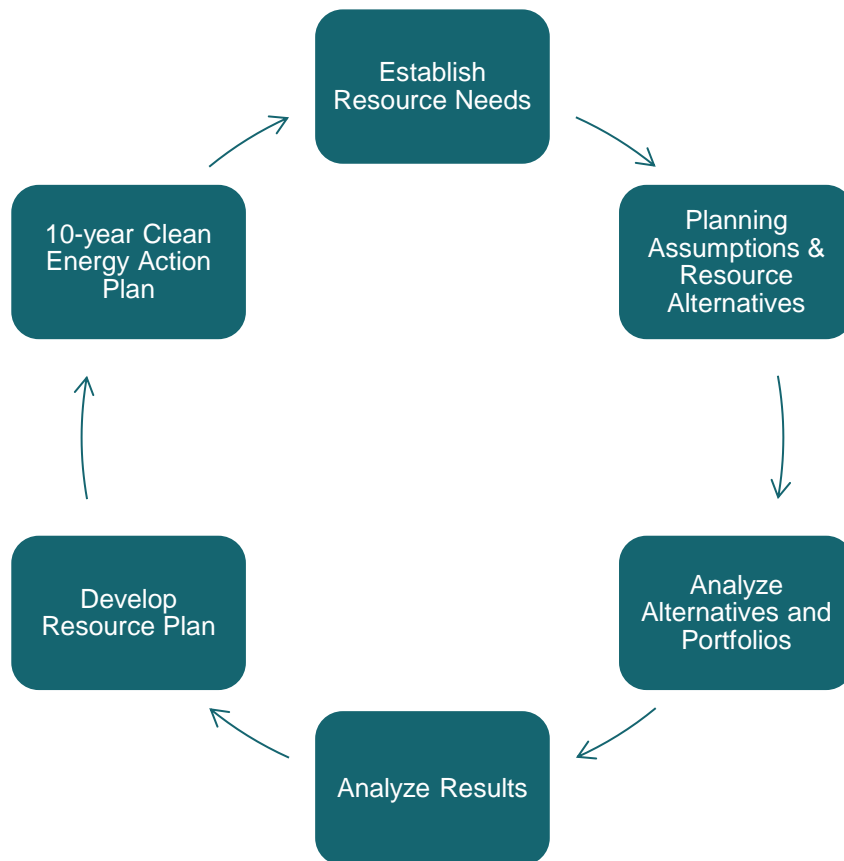 Establish
Resource Needs
Planning
Assumptions &
Resource
Alternatives
Analyze
Alternatives and
Portfolios
Analyze Results
Develop
Resource Plan
10-year Clean
Energy Action
Plan